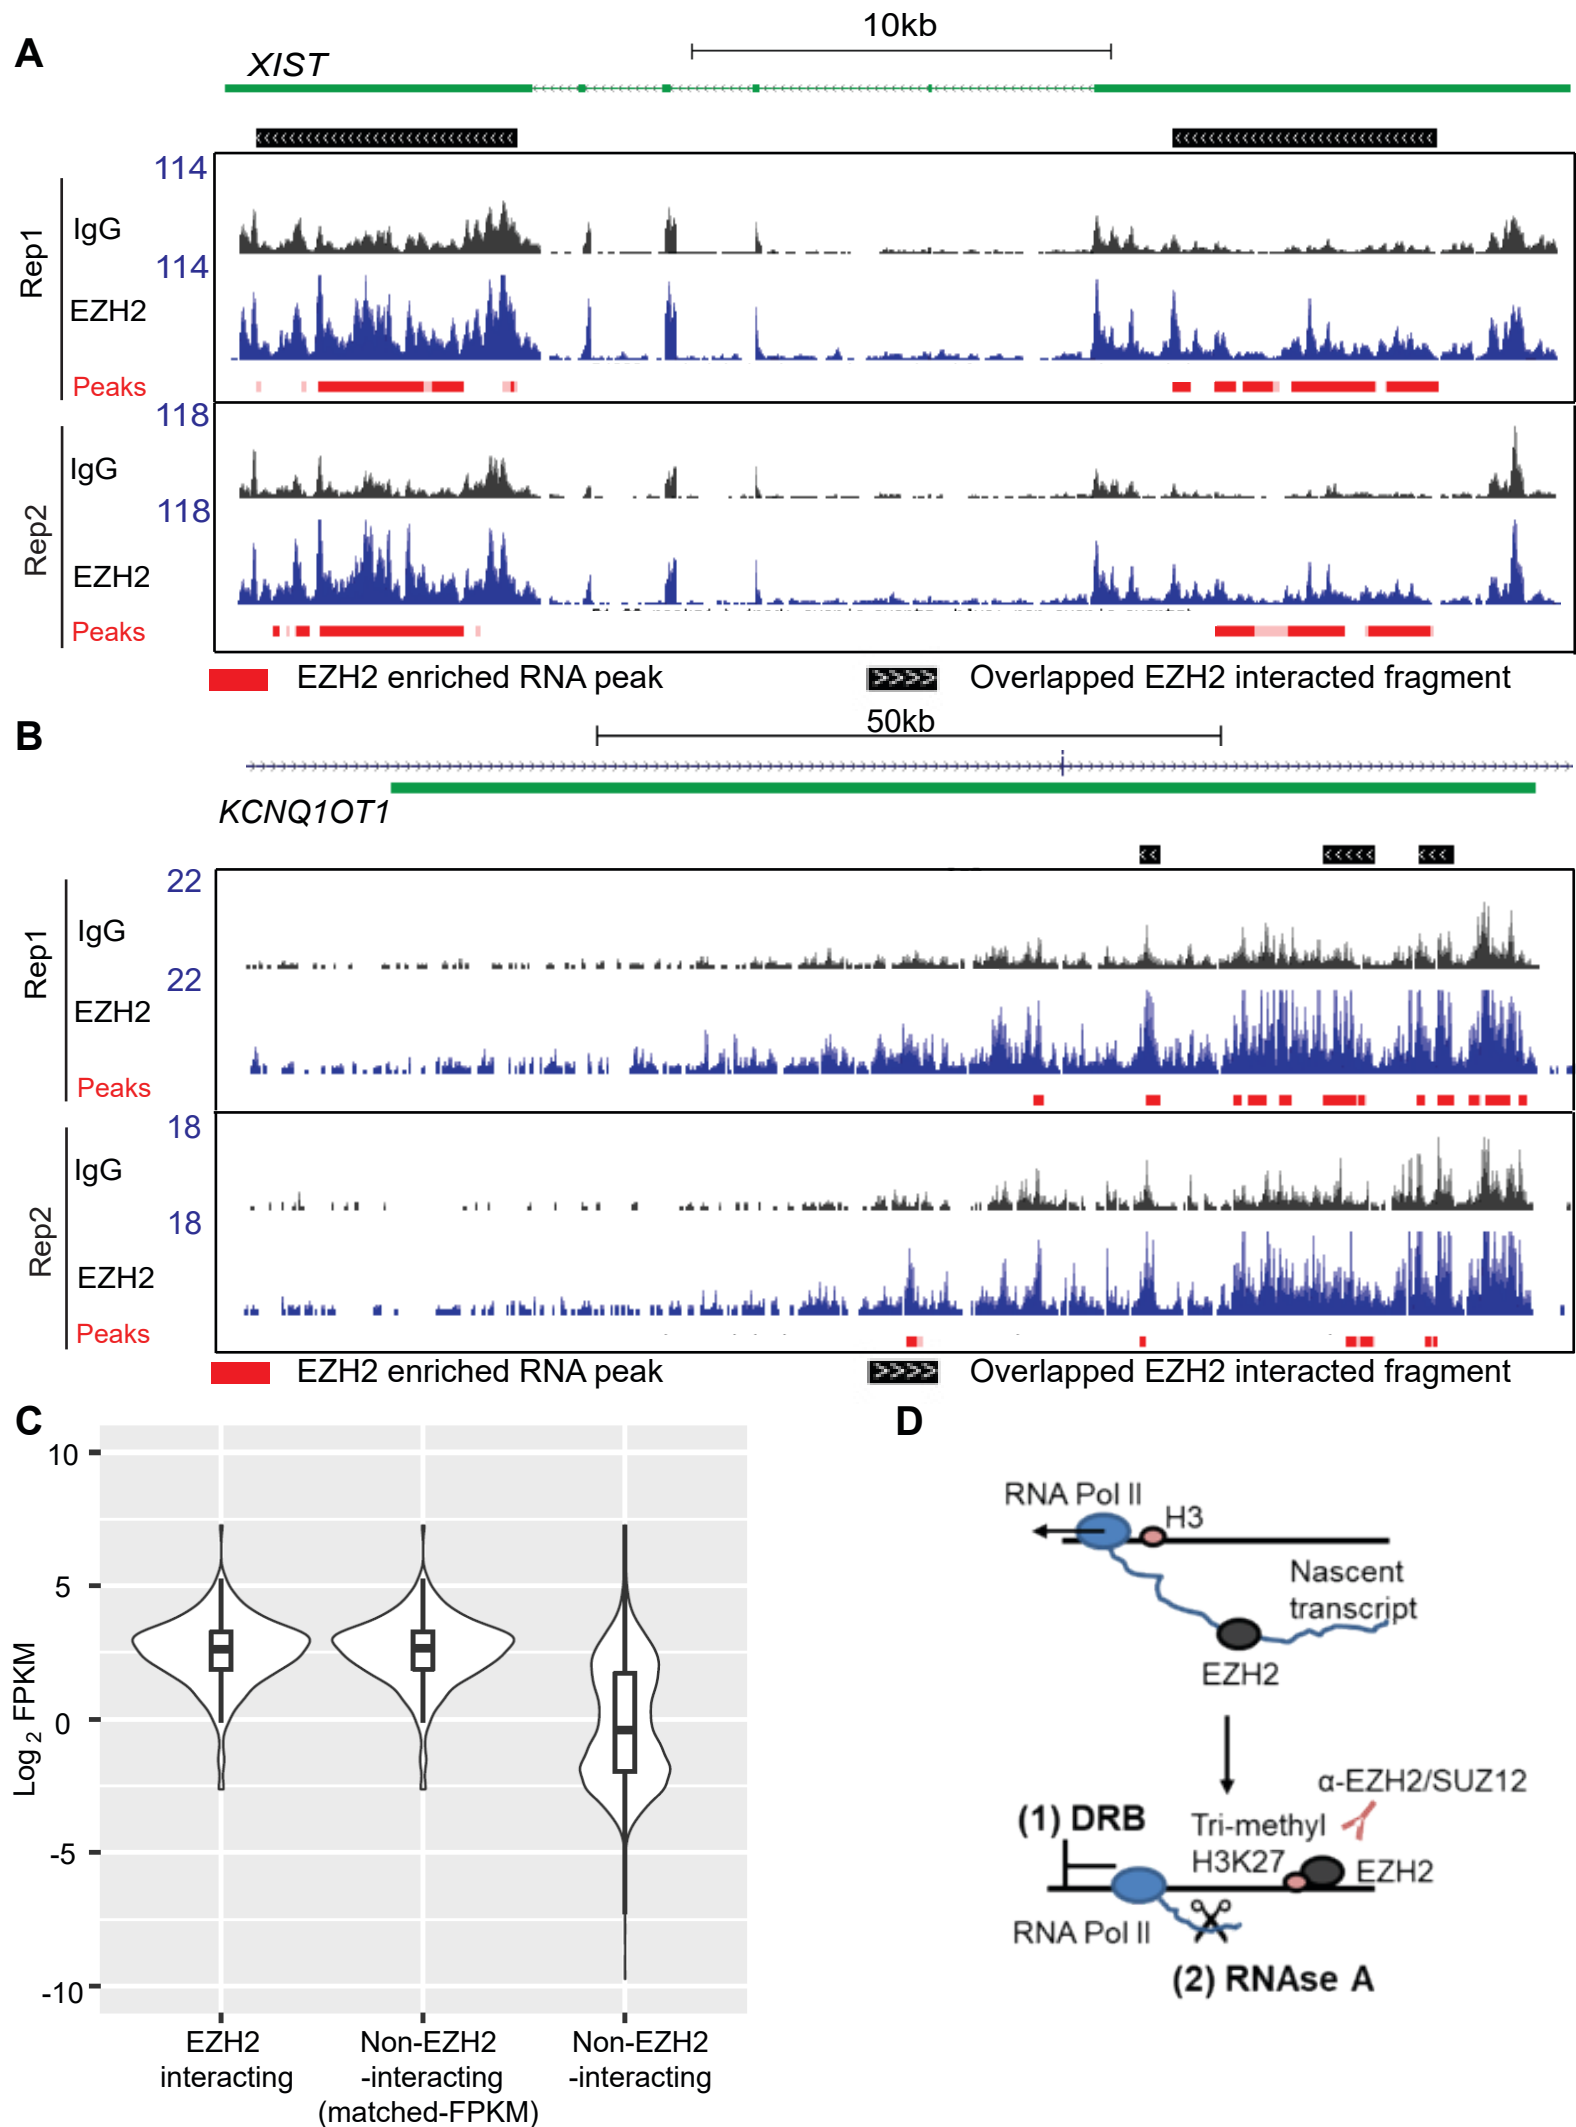 A
10kb
XIST
114
IgG
114
Rep1
EZH2
Peaks
118
IgG
118
Rep2
EZH2
Peaks
EZH2 enriched RNA peak
Overlapped EZH2 interacted fragment
B
50kb
KCNQ1OT1
22
IgG
22
Rep1
EZH2
Peaks
18
IgG
18
Rep2
EZH2
Peaks
EZH2 enriched RNA peak
Overlapped EZH2 interacted fragment
C
10
5
0
-5
-10
Log 2 FPKM
EZH2
interacting
Non-EZH2
-interacting
(matched-FPKM)
Non-EZH2
-interacting
D
RNA Pol II
H3
Nascent
transcript
EZH2
α-EZH2/SUZ12
(1) DRB
Tri-methyl
H3K27
EZH2
RNA Pol II
(2) RNAse A